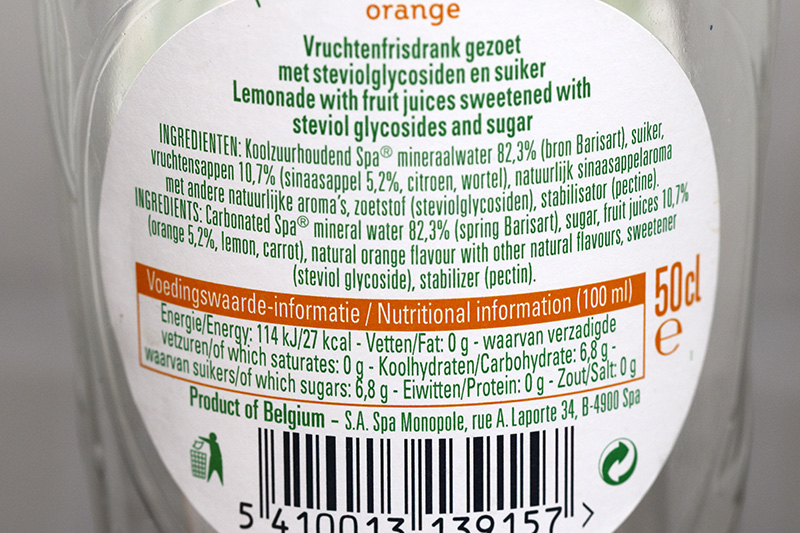 orange
Vruchtenfrisdrank gezoet
met steviolglycosiden en suiker
Lemonade with fruit juices sweetened with
steviol glycosides and sugar
INGREDIENTEN: Koolzuurhoudend Spa® mineraalwater 82,3% (bron Barisart), suiker,
vruchtensappen 10,7% (sinaasappel 5,2%, citroen, wortel), natuurlijk sinaasappelaroma
met andere natuurlijke aroma's, zoetstof (steviolglycosiden), stabilisator (pectine).
INGREDIENTS: Carbonated Spa® mineral water 82,3% (spring Barisart), sugar, fruit juices 10,7%
(orange 5,2%, lemon, carrot), natural orange flavour with other natural flavours, sweetener
(steviol glycoside), stabilizer (pectin).
Voedingswaarde-informatie / Nutritional information (100 ml)
Energie/Energy: 114 kJ/27 kcal - Vetten/Fat: 0 g - waarvan verzadigde
vetzuren/of which saturates: 0 g - Koolhydraten/Carbohydrate: 6,8 g -
waarvan suikers/of which sugars: 6,8 g - Eiwitten/Protein: 0 g - Zout/Salt: 0 g
50cl
e
Product of Belgium - S.A. Spa Monopole, rue A. Laporte 34, B-4900 Spa
5 410013 139157 >